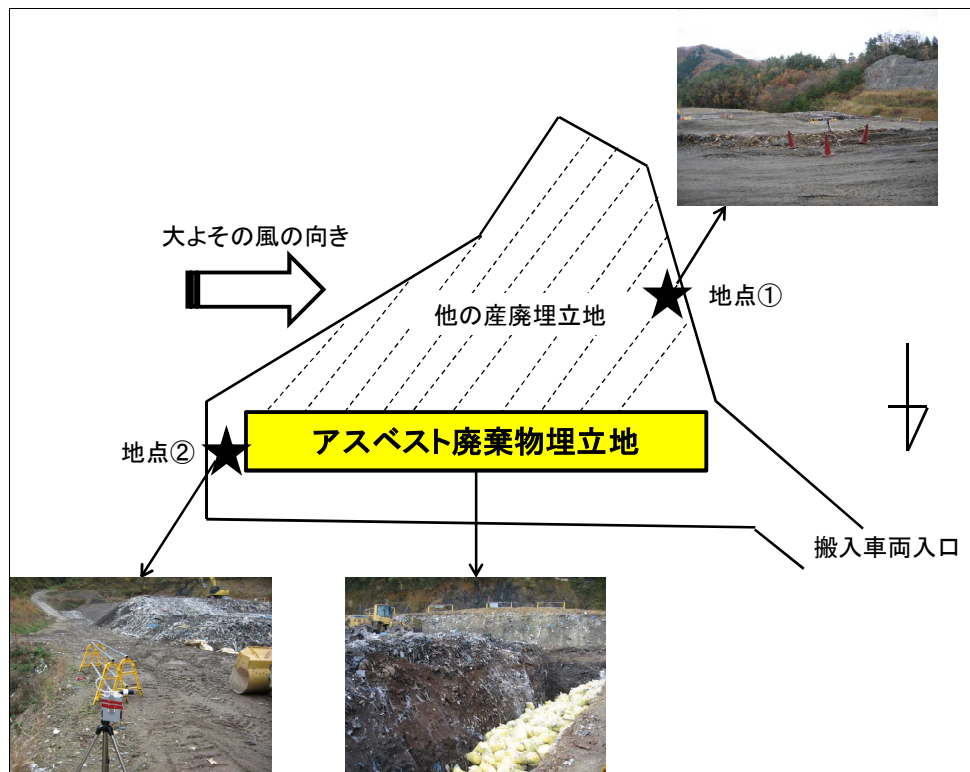 大よその風の向き
地点①
他の産廃埋立地
アスベスト廃棄物埋立地
地点②
搬入車両入口